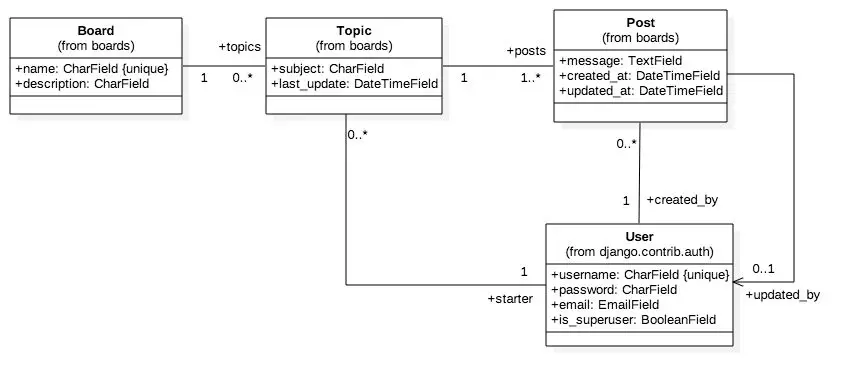 Board
(from boards)
+name: CharField {unique}
+description: CharField
+topics
1
0..*
Topic
(from boards)
+subject: CharField
+last_update: DateTimeField
+posts
1
1..*
Post
(from boards)
+message: TextField
+created_at: DateTimeField
+updated_at: DateTimeField
0..*
0..*
1
+created_by
User
(from django.contrib.auth)
+username: CharField {unique}
+password: CharField
+email: EmailField
+is_superuser: BooleanField
1
+starter
0..1
+updated_by